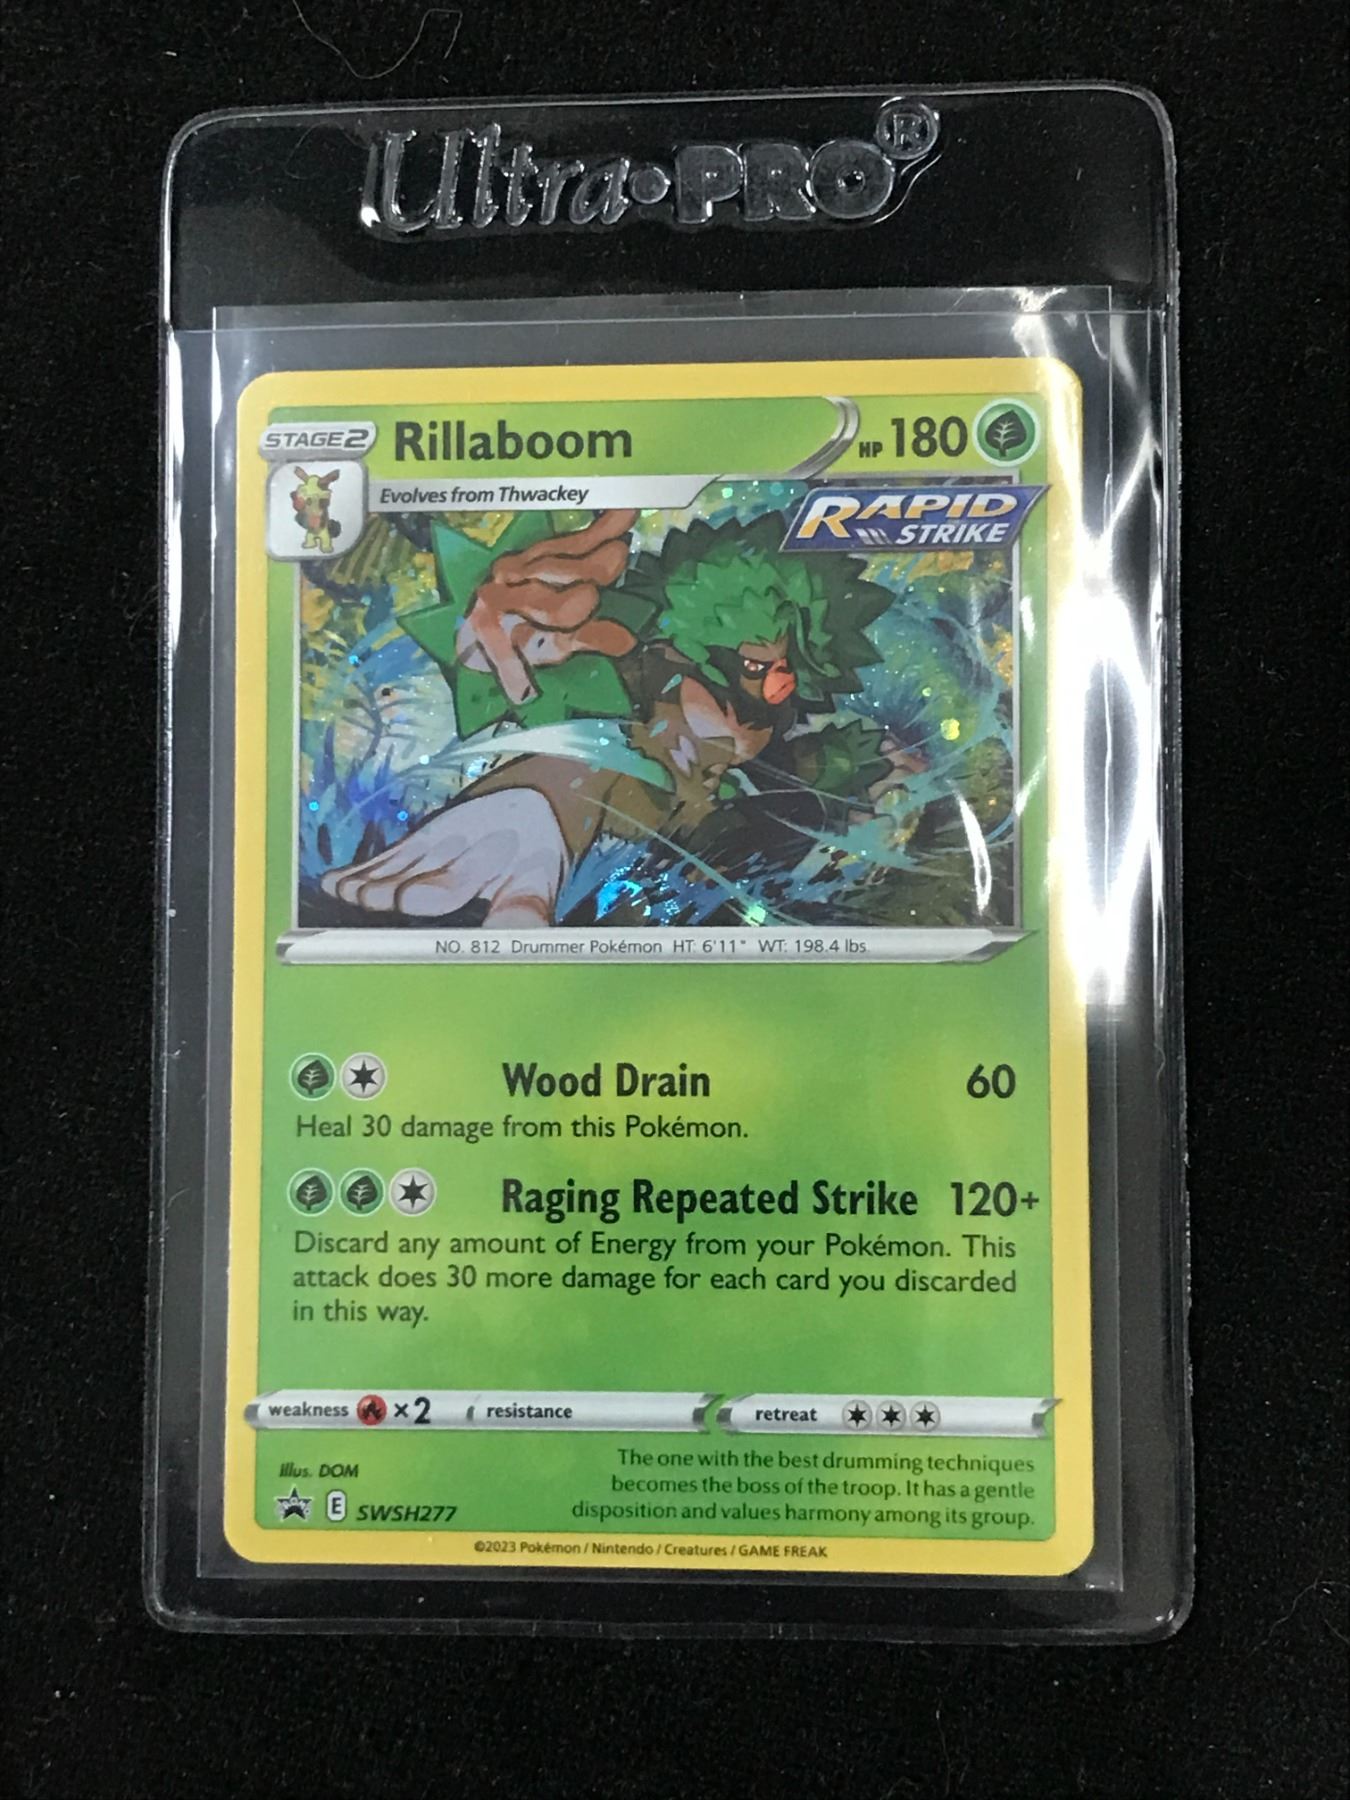 Ultra•PRO®
STAGE 2 Rillaboom HP 180
Evolves from Thwackey
RAPID
STRIKE
NO. 812 Drummer Pokémon HT: 6'11" WT: 198.4 lbs.
Wood Drain 60
Heal 30 damage from this Pokémon.
Raging Repeated Strike 120+
Discard any amount of Energy from your Pokémon. This
attack does 30 more damage for each card you discarded
in this way.
weakness ×2 resistance retreat
Illus. DOM
The one with the best drumming techniques
becomes the boss of the troop. It has a gentle
disposition and values harmony among its group.
E SWSH277
©2023 Pokémon / Nintendo / Creatures / GAME FREAK